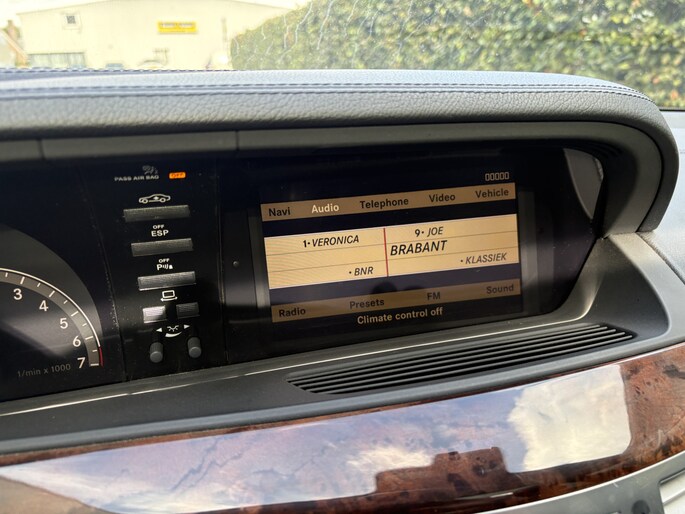 PASS AIR BAG OFF
00000
Navi Audio Telephone Video Vehicle
1• VERONICA 9• JOE
BRABANT
• BNR • KLASSIEK
Radio Presets FM Sound
Climate control off
OFF
ESP
OFF
P
3
4
5
6
7
1/min x 1000